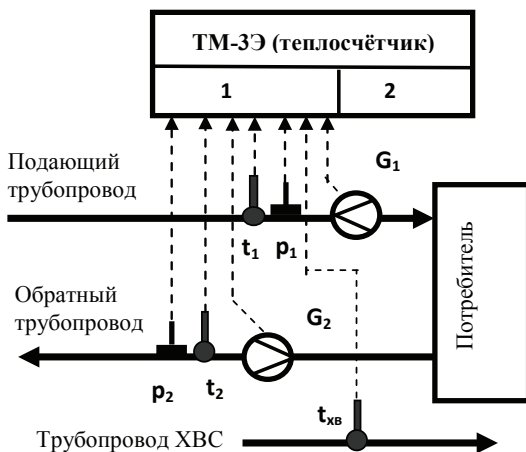 ТМ-3Э (теплосчётчик)
1
2
Подающий
трубопровод
G₁
t₁
p₁
Потребитель
Обратный
трубопровод
G₂
p₂
t₂
tхв
Трубопровод ХВС